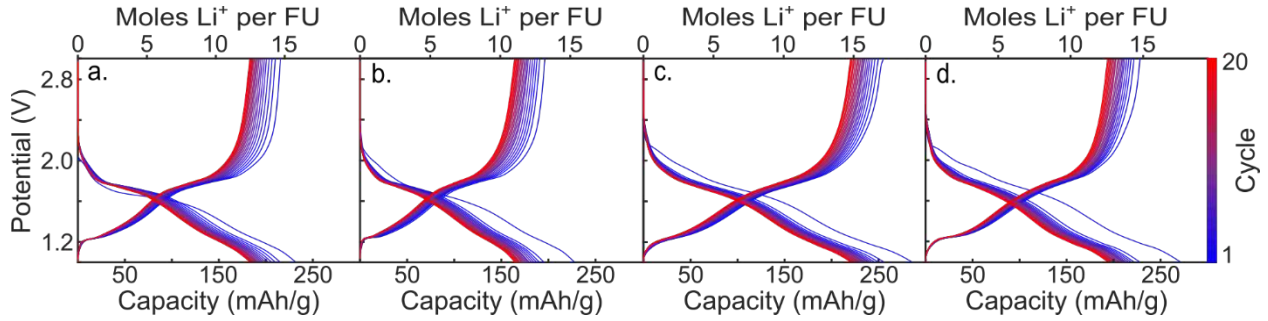 Moles Li⁺ per FU Moles Li⁺ per FU Moles Li⁺ per FU Moles Li⁺ per FU
0 5 10 15 0 5 10 15 0 5 10 15 0 5 10 15
a. b. c. d. 20
2.8
2.0
1.2 1
Potential (V)
Cycle
50 150 250 50 150 250 50 150 250 50 150 250
Capacity (mAh/g) Capacity (mAh/g) Capacity (mAh/g) Capacity (mAh/g)